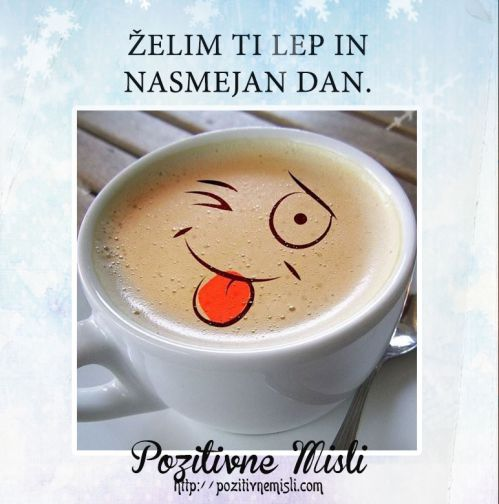 ŽELIM TI LEP IN
NASMEJAN DAN.
Pozitivne Misli
http://pozitivnemisli.com